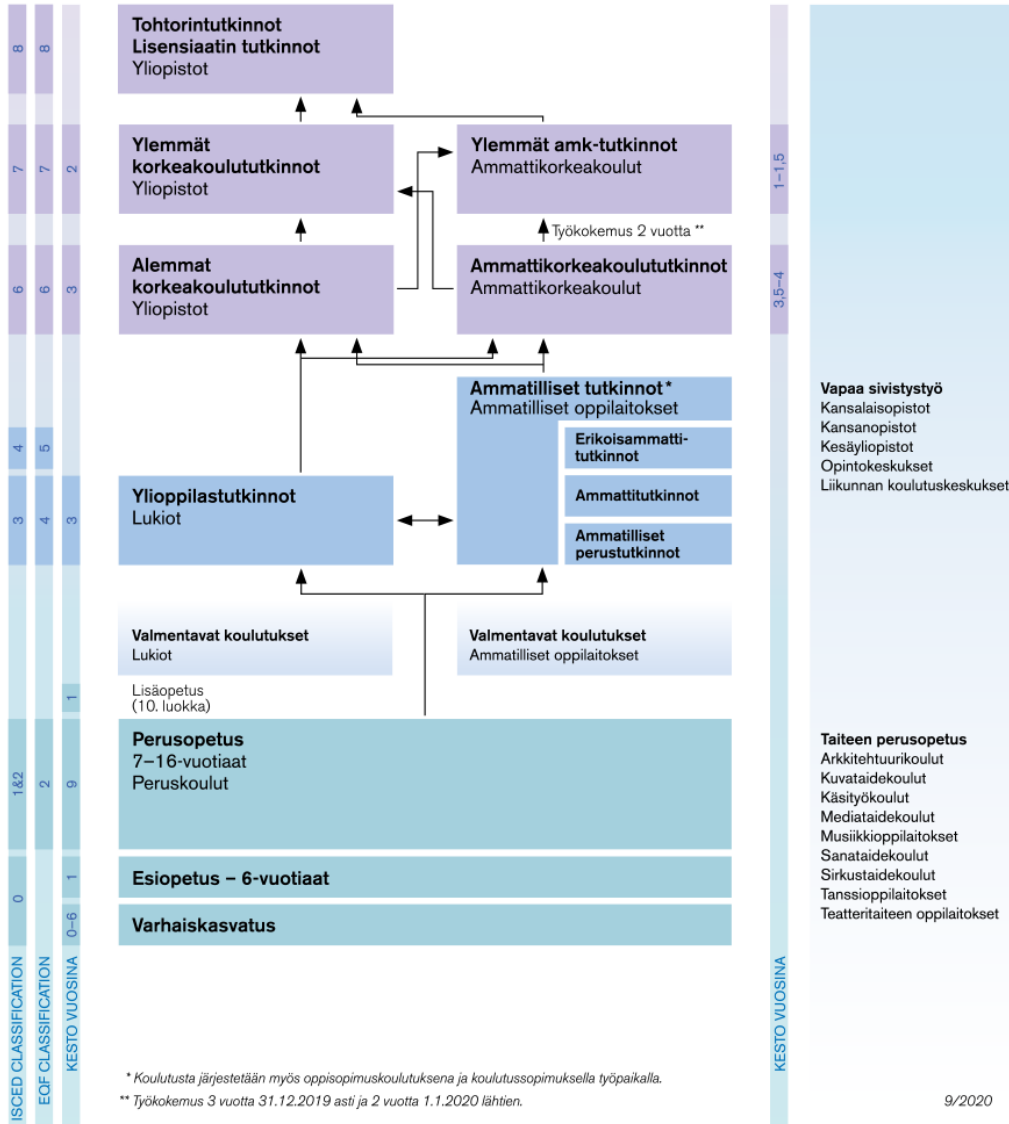 Tohtorintutkinnot
Lisensiaatin tutkinnot
Yliopistot
8
8
Ylemmät
korkeakoulututkinnot
Yliopistot
Ylemmät amk-tutkinnot
Ammattikorkeakoulut
7
7
2
1–1,5
Työkokemus 2 vuotta **
Alemmat
korkeakoulututkinnot
Yliopistot
Ammattikorkeakoulututkinnot
Ammattikorkeakoulut
6
6
3
3,5–4
Ammatilliset tutkinnot*
Ammatilliset oppilaitokset
Erikoisammatti-
tutkinnot
Ammattitutkinnot
Ammatilliset
perustutkinnot
4
5
Ylioppilastutkinnot
Lukiot
3
4
3
Valmentavat koulutukset
Lukiot
Valmentavat koulutukset
Ammatilliset oppilaitokset
Lisäopetus
(10. luokka)
1
Perusopetus
7–16-vuotiaat
Peruskoulut
1&2
2
9
Esiopetus – 6-vuotiaat
1
0
Varhaiskasvatus
0–6
ISCED CLASSIFICATION
EQF CLASSIFICATION
KESTO VUOSINA
KESTO VUOSINA
Vapaa sivistystyö
Kansalaisopistot
Kansanopistot
Kesäyliopistot
Opintokeskukset
Liikunnan koulutuskeskukset
Taiteen perusopetus
Arkkitehtuurikoulut
Kuvataidekoulut
Käsityökoulut
Mediataidekoulut
Musiikkioppilaitokset
Sanataidekoulut
Sirkustaidekoulut
Tanssioppilaitokset
Teatteritaiteen oppilaitokset
* Koulutusta järjestetään myös oppisopimuskoulutuksena ja koulutussopimuksella työpaikalla.
** Työkokemus 3 vuotta 31.12.2019 asti ja 2 vuotta 1.1.2020 lähtien.
9/2020